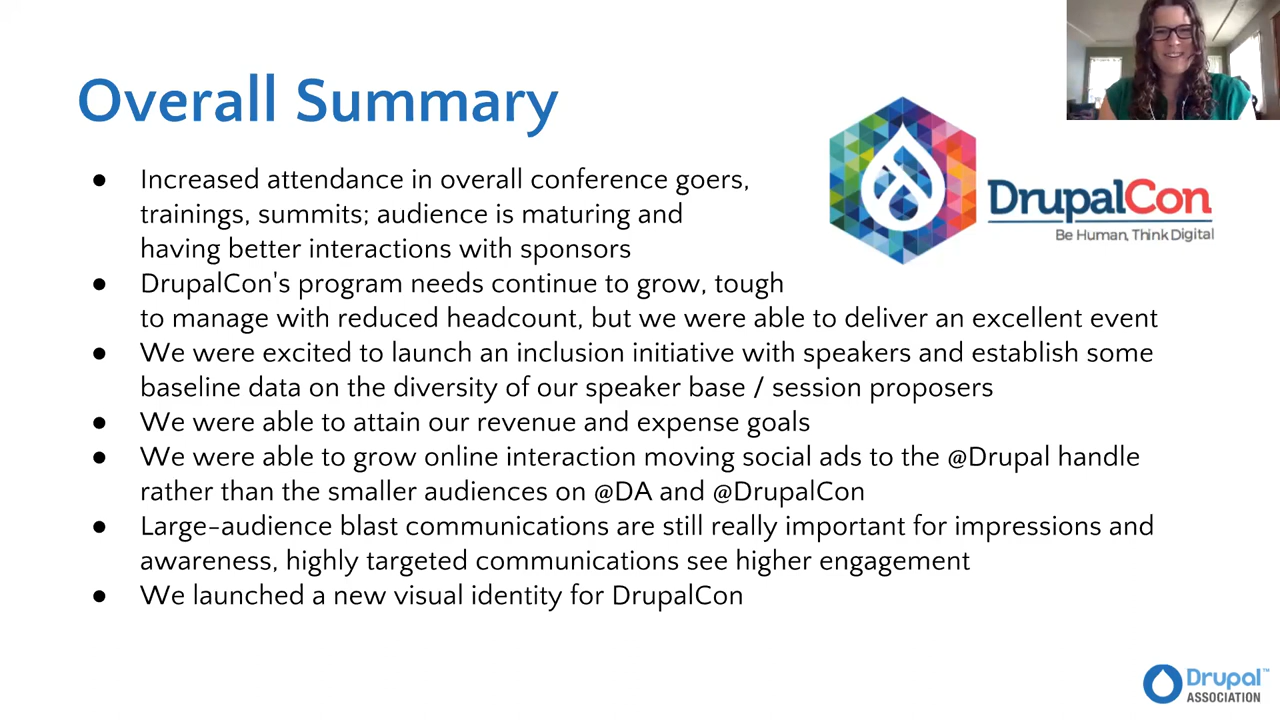 Overall Summary
DrupalCon
Be Human, Think Digital
● Increased attendance in overall conference goers,
trainings, summits; audience is maturing and
having better interactions with sponsors
● DrupalCon's program needs continue to grow, tough
to manage with reduced headcount, but we were able to deliver an excellent event
● We were excited to launch an inclusion initiative with speakers and establish some
baseline data on the diversity of our speaker base / session proposers
● We were able to attain our revenue and expense goals
● We were able to grow online interaction moving social ads to the @Drupal handle
rather than the smaller audiences on @DA and @DrupalCon
● Large-audience blast communications are still really important for impressions and
awareness, highly targeted communications see higher engagement
● We launched a new visual identity for DrupalCon
Drupal™
ASSOCIATION